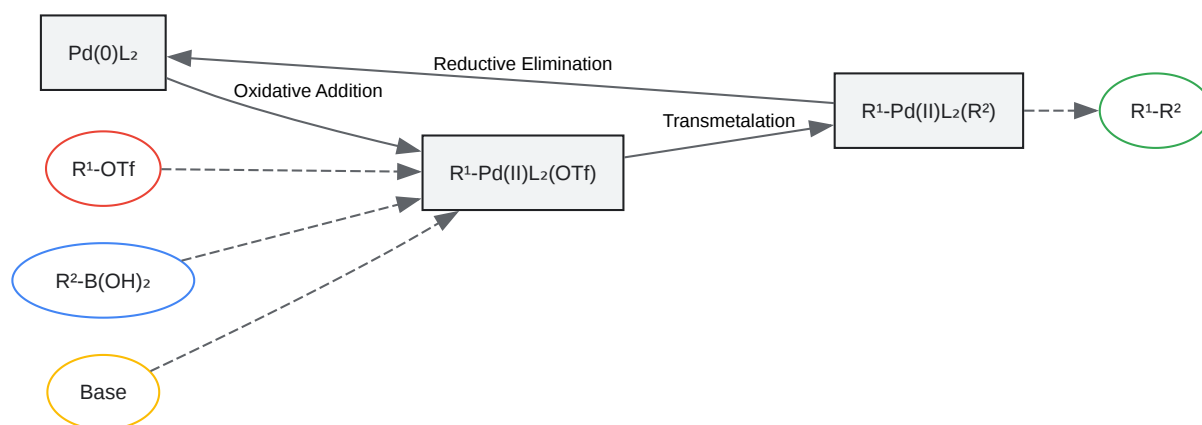 Pd(0)L₂
Reductive Elimination
Oxidative Addition
R¹-Pd(II)L₂(R²)
R¹-R²
Transmetalation
R¹-OTf
R¹-Pd(II)L₂(OTf)
R²-B(OH)₂
Base